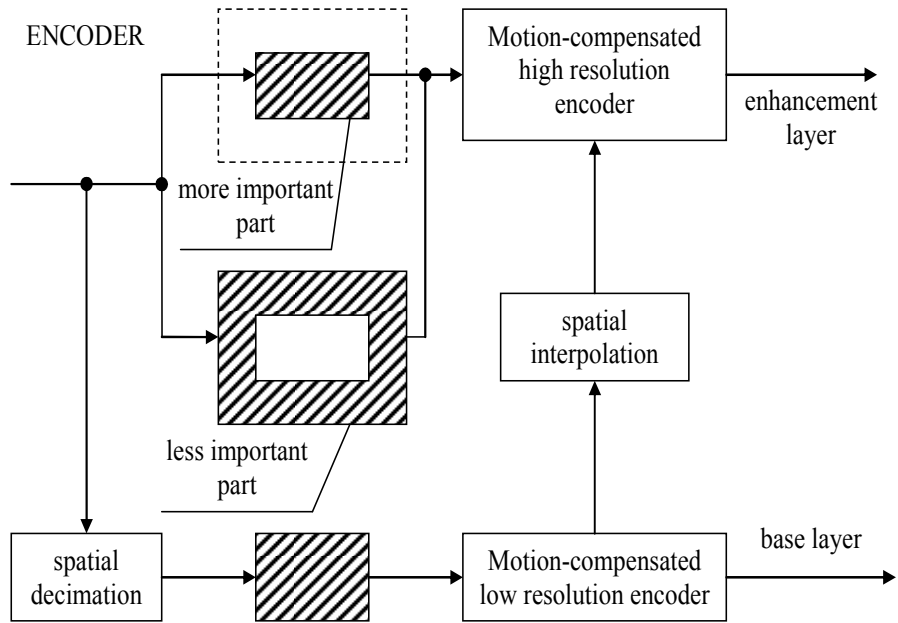 ENCODER
Motion-compensated
high resolution
encoder
enhancement
layer
more important
part
spatial
interpolation
less important
part
spatial
decimation
Motion-compensated
low resolution encoder
base layer